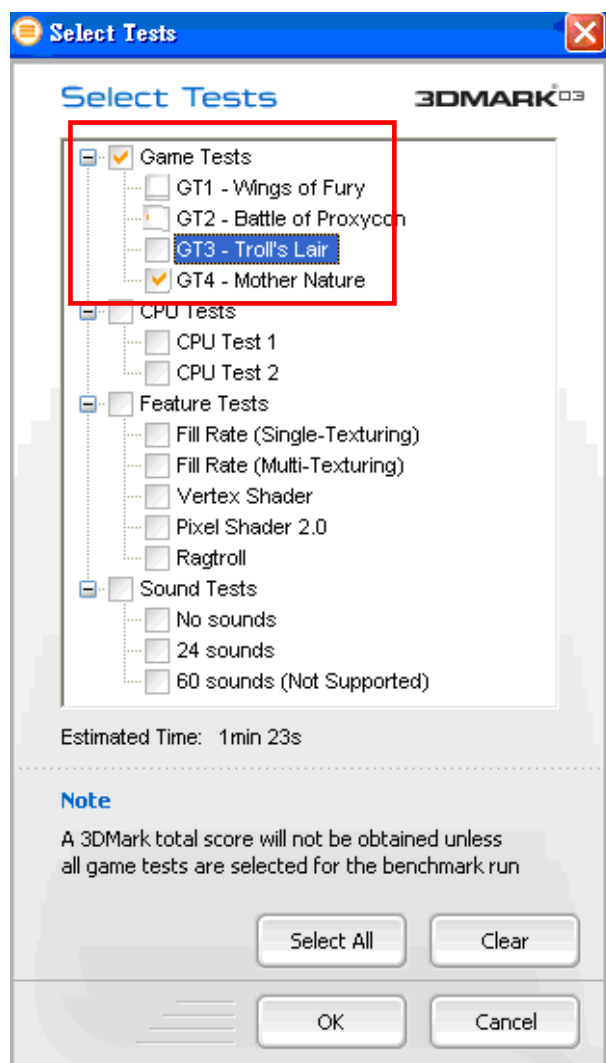 Select Tests
Select Tests 3DMARK®03
Game Tests
GT1 - Wings of Fury
GT2 - Battle of Proxycon
GT3 - Troll's Lair
GT4 - Mother Nature
CPU Tests
CPU Test 1
CPU Test 2
Feature Tests
Fill Rate (Single-Texturing)
Fill Rate (Multi-Texturing)
Vertex Shader
Pixel Shader 2.0
Ragtroll
Sound Tests
No sounds
24 sounds
60 sounds (Not Supported)
Estimated Time: 1min 23s
Note
A 3DMark total score will not be obtained unless
all game tests are selected for the benchmark run
Select All Clear
OK Cancel